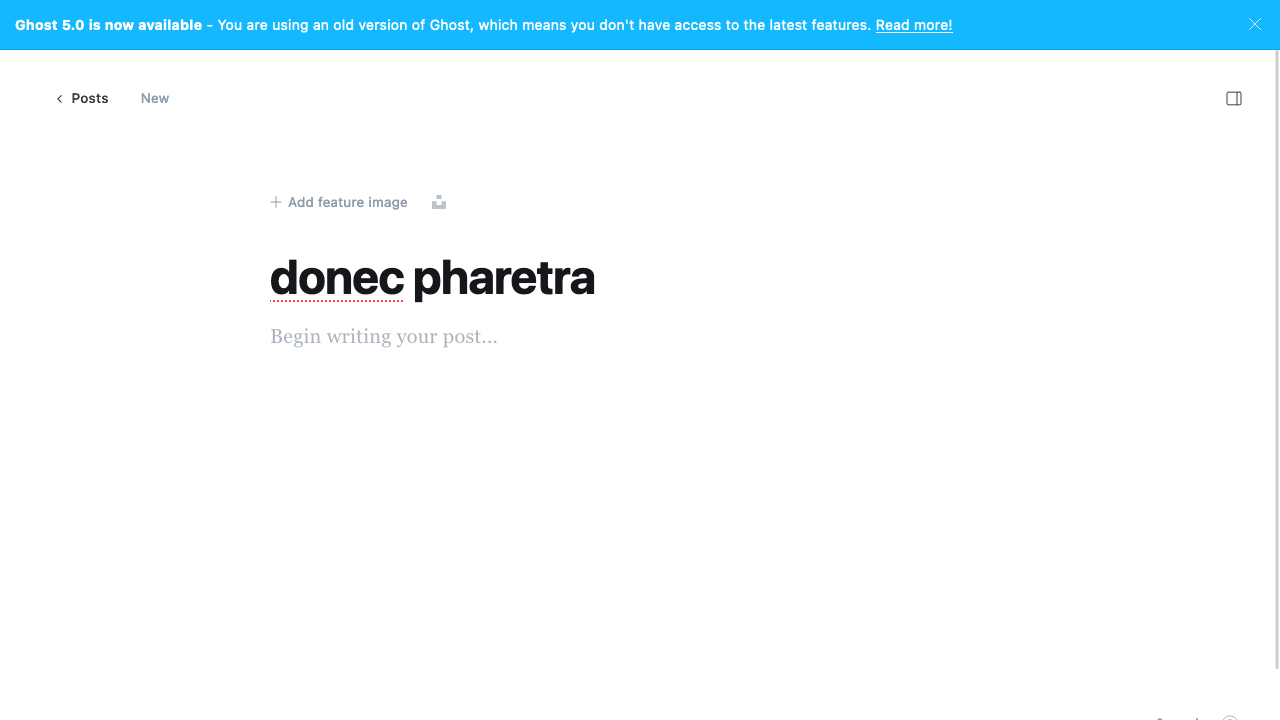 Ghost 5.0 is now available - You are using an old version of Ghost, which means you don't have access to the latest features. Read more!
Posts New
Add feature image
donec pharetra
Begin writing your post...